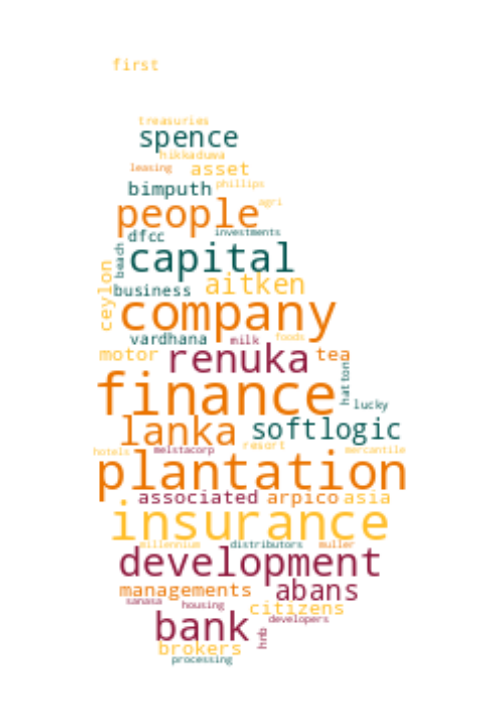 first
treasuries
spence
hikkaduwa
leasing asset
bimputh phillips
people agri
dfcc investments
beach capital
ceylon aitken
business
company
vardhana milk foods
motor renuka tea
finance hatton
lucky
lanka softlogic
hotels melstacorp resort mercantile
plantation
associated arpico asia
insurance
millennium distributors muller
development
managements abans
sanasa housing citizens
bank developers
brokers hnb
processing